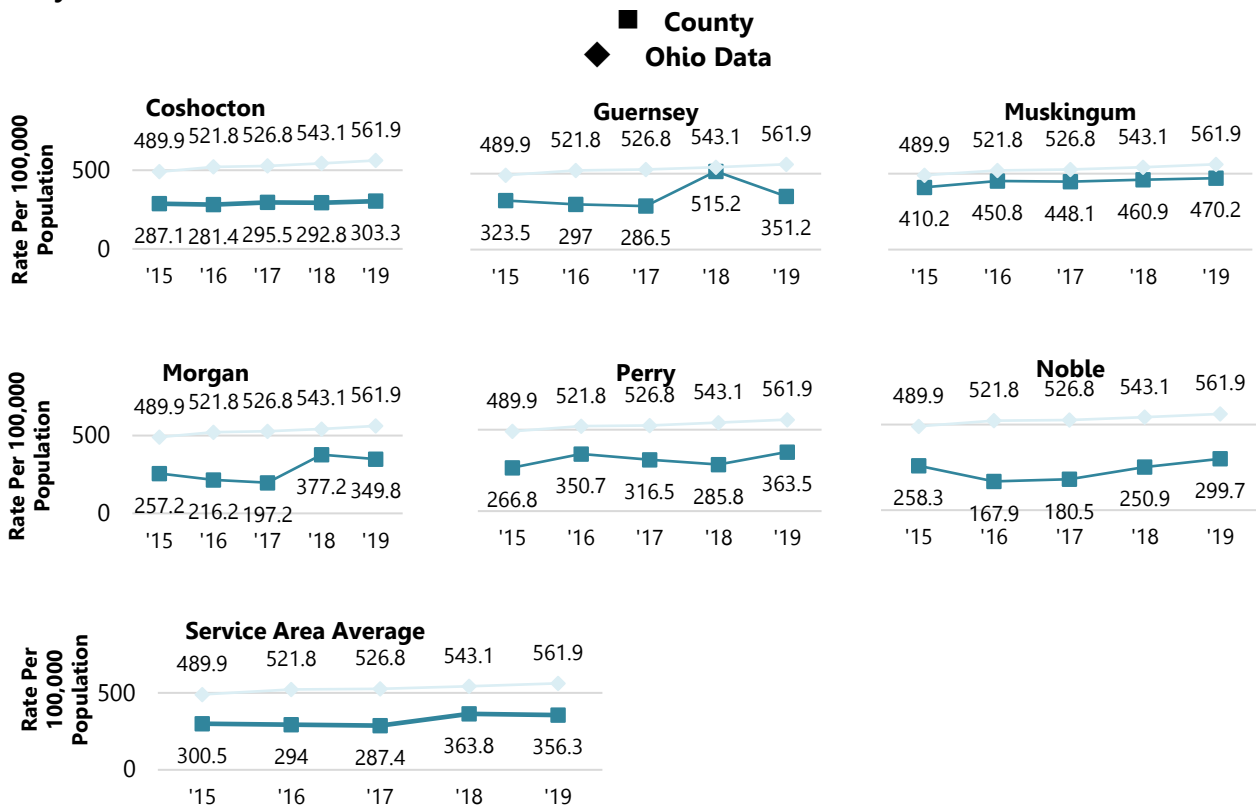 County
Ohio Data
Coshocton
489.9 521.8 526.8 543.1 561.9
500
287.1 281.4 295.5 292.8 303.3
0
'15 '16 '17 '18 '19
Rate Per 100,000
Population
Guernsey
489.9 521.8 526.8 543.1 561.9
323.5 297 286.5 515.2 351.2
'15 '16 '17 '18 '19
Muskingum
489.9 521.8 526.8 543.1 561.9
410.2 450.8 448.1 460.9 470.2
'15 '16 '17 '18 '19
Morgan
489.9 521.8 526.8 543.1 561.9
500
257.2 216.2 197.2 377.2 349.8
0
'15 '16 '17 '18 '19
Rate Per 100,000
Population
Perry
489.9 521.8 526.8 543.1 561.9
266.8 350.7 316.5 285.8 363.5
'15 '16 '17 '18 '19
Noble
489.9 521.8 526.8 543.1 561.9
258.3 167.9 180.5 250.9 299.7
'15 '16 '17 '18 '19
Service Area Average
489.9 521.8 526.8 543.1 561.9
500
300.5 294 287.4 363.8 356.3
0
'15 '16 '17 '18 '19
Rate Per
100,000
Population